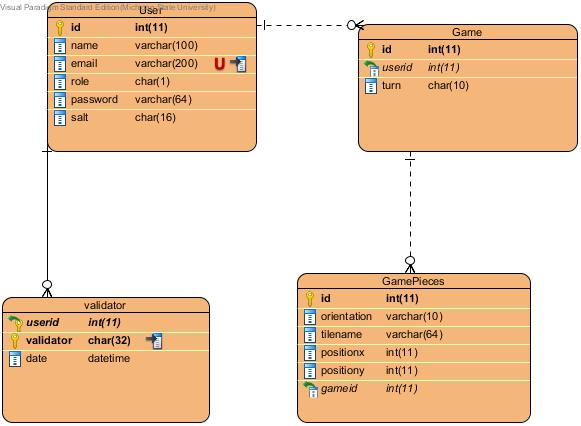 Visual Paradigm Standard Edition(Michigan State University)
User
id int(11)
name varchar(100)
email varchar(200) U
role char(1)
password varchar(64)
salt char(16)
Game
id int(11)
userid int(11)
turn char(10)
validator
userid int(11)
validator char(32)
date datetime
GamePieces
id int(11)
orientation varchar(10)
tilename varchar(64)
positionx int(11)
positiony int(11)
gameid int(11)